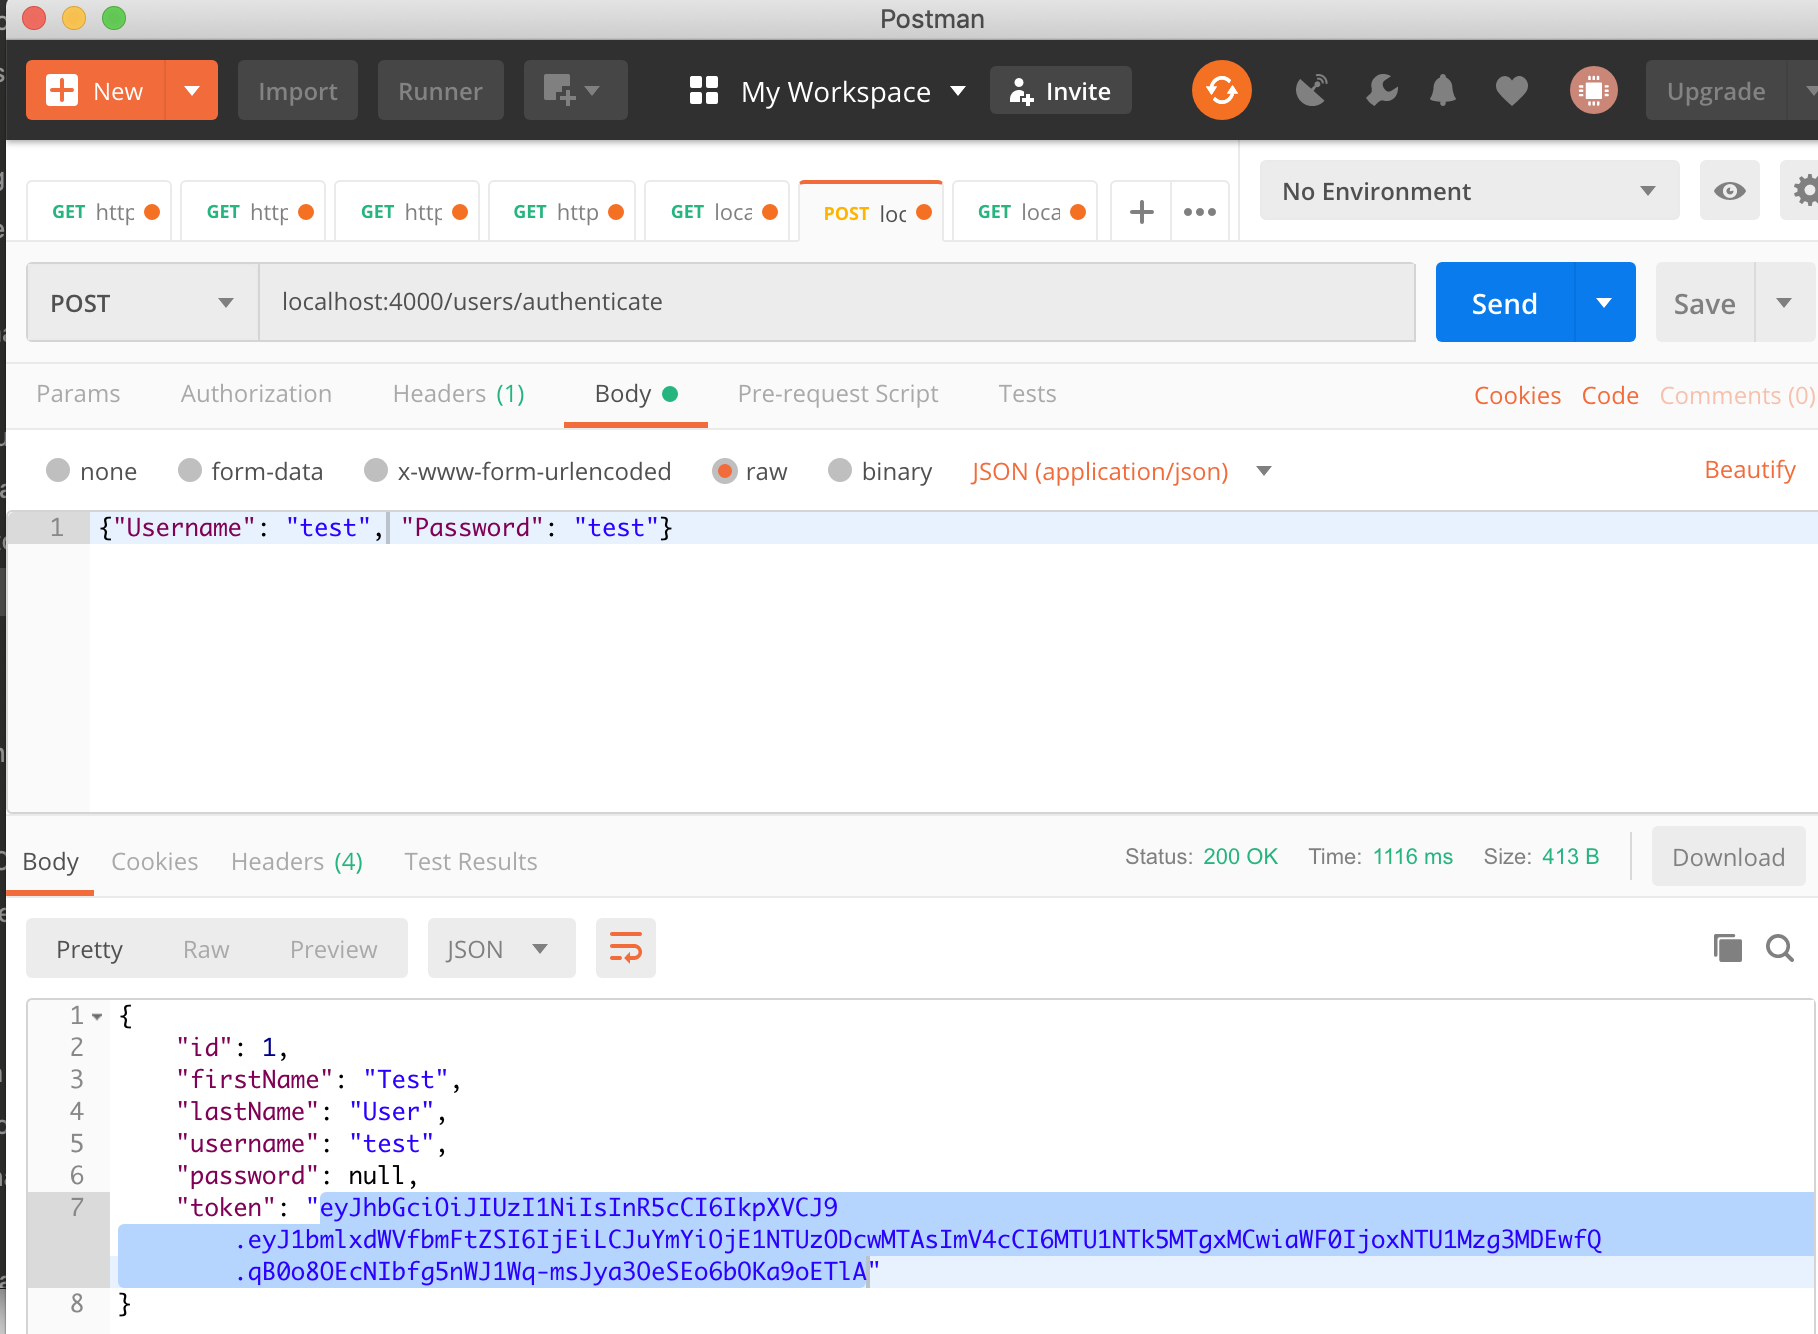 Postman
New Import Runner My Workspace Invite Upgrade
GET http GET http GET http GET http GET loca POST loc GET loca No Environment
POST localhost:4000/users/authenticate Send Save
Params Authorization Headers (1) Body Pre-request Script Tests Cookies Code Comments (0)
none form-data x-www-form-urlencoded raw binary JSON (application/json) Beautify
1 {"Username": "test", "Password": "test"}
Body Cookies Headers (4) Test Results Status: 200 OK Time: 1116 ms Size: 413 B Download
Pretty Raw Preview JSON
1 {
2 "id": 1,
3 "firstName": "Test",
4 "lastName": "User",
5 "username": "test",
6 "password": null,
7 "token": "eyJhbGciOiJIUzI1NiIsInR5cCI6IkpXVCJ9
.eyJ1bmlxdWVfbmFtZSI6IjEiLCJuYmYiOjE1NTUzODcwMTAsImV4cCI6MTU1NTk5MTgxMCwiaWF0IjoxNTU1Mzg3MDEwfQ
.qB0o8OEcNIbfg5nWJ1Wq-msJya3OeSEo6bOKa9oETlA"
8 }